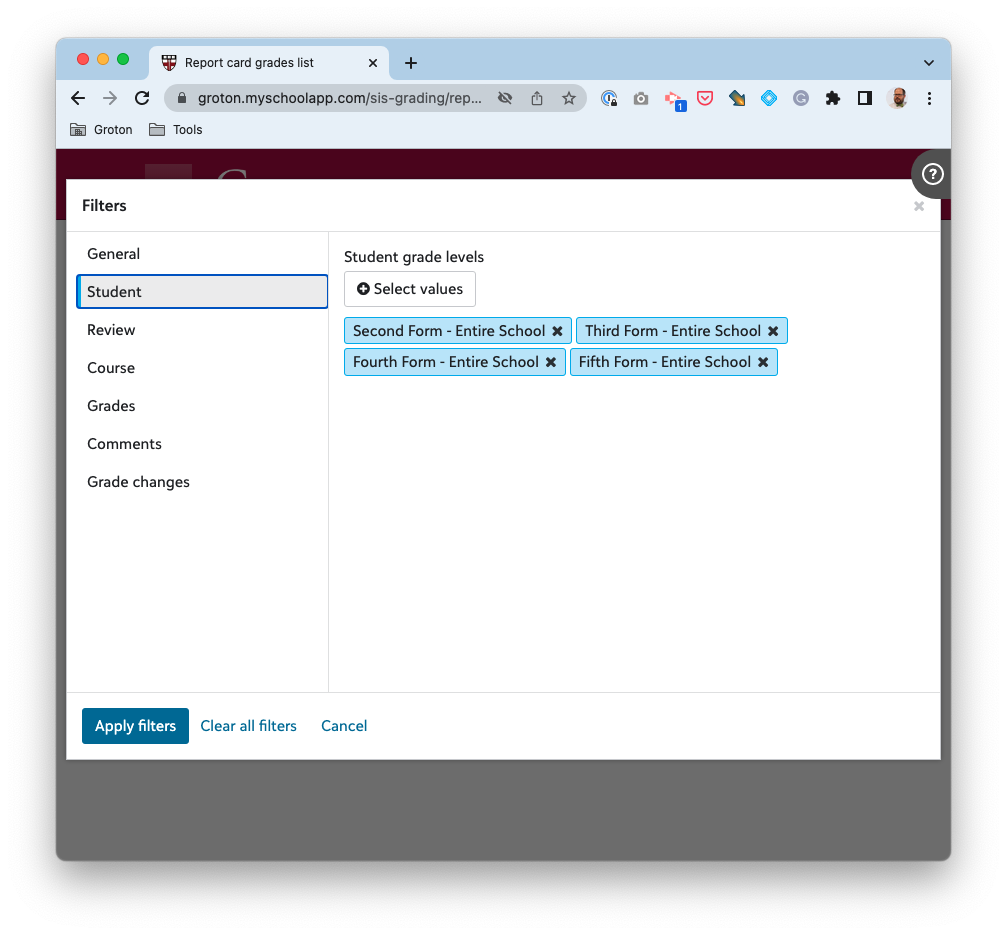 Report card grades list
groton.myschoolapp.com/sis-grading/rep...
1
Groton Tools
Filters
General
Student
Review
Course
Grades
Comments
Grade changes
Student grade levels
Select values
Second Form - Entire School Third Form - Entire School
Fourth Form - Entire School Fifth Form - Entire School
Apply filters Clear all filters Cancel